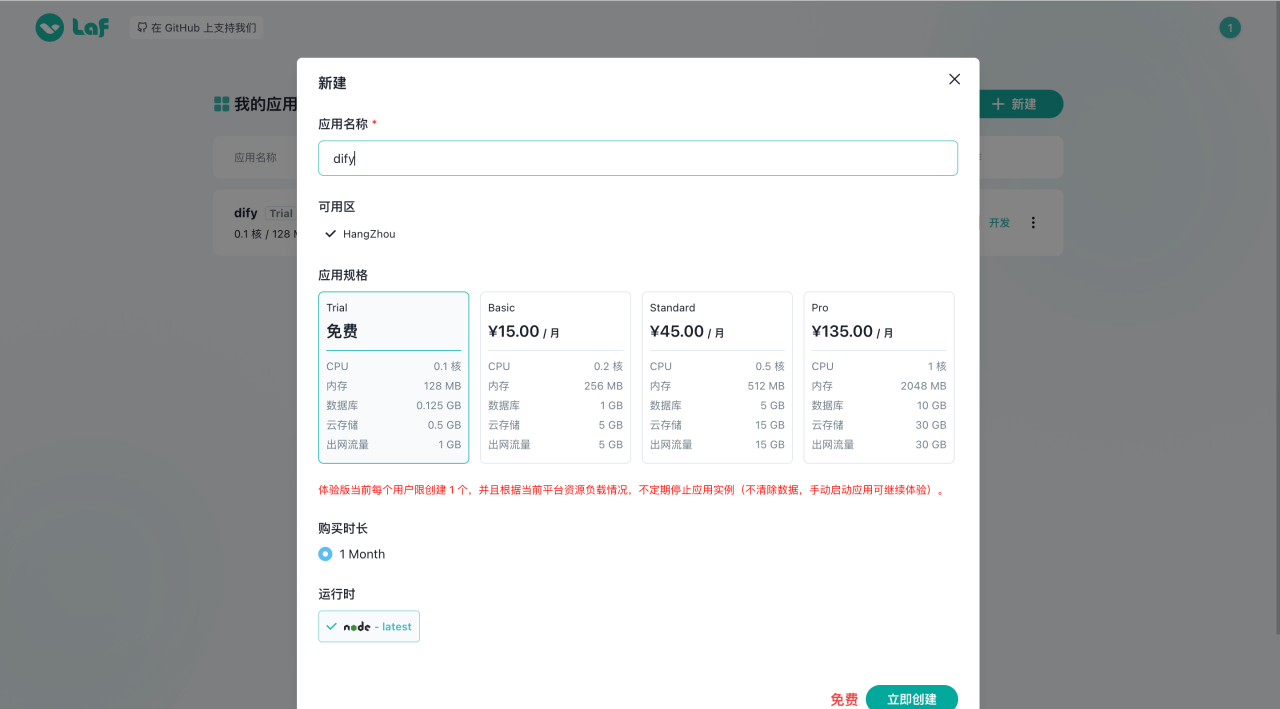 Laf
在 GitHub 上支持我们
1
我的应用
新建
应用名称
dify Trial
0.1 核 / 128
开发
新建
应用名称 *
dify
可用区
HangZhou
应用规格
Trial
免费
CPU 0.1 核
内存 128 MB
数据库 0.125 GB
云存储 0.5 GB
出网流量 1 GB
Basic
¥15.00 / 月
CPU 0.2 核
内存 256 MB
数据库 1 GB
云存储 5 GB
出网流量 5 GB
Standard
¥45.00 / 月
CPU 0.5 核
内存 512 MB
数据库 5 GB
云存储 15 GB
出网流量 15 GB
Pro
¥135.00 / 月
CPU 1 核
内存 2048 MB
数据库 10 GB
云存储 30 GB
出网流量 30 GB
体验版当前每个用户限创建 1 个，并且根据当前平台资源负载情况，不定期停止应用实例（不清除数据，手动启动应用可继续体验）。
购买时长
1 Month
运行时
node - latest
免费 立即创建